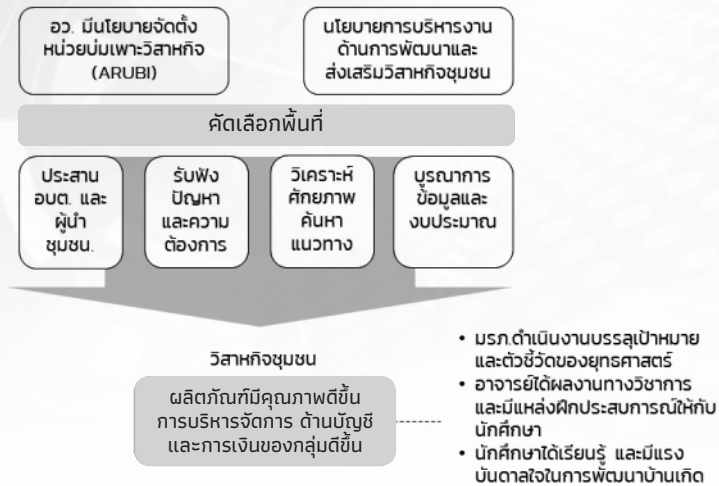 อว. มีนโยบายจัดตั้ง
หน่วยบ่มเพาะวิสาหกิจ
(ARUBI)
นโยบายการบริหารงาน
ด้านการพัฒนาและ
ส่งเสริมวิสาหกิจชุมชน
คัดเลือกพื้นที่
ประสาน
อบต. และ
ผู้นำ
ชุมชน.
รับฟัง
ปัญหา
และความ
ต้องการ
วิเคราะห์
ศักยภาพ
ค้นหา
แนวทาง
บูรณาการ
ข้อมูลและ
งบประมาณ
วิสาหกิจชุมชน
ผลิตภัณฑ์มีคุณภาพดีขึ้น
การบริหารจัดการ ด้านบัญชี
และการเงินของกลุ่มดีขึ้น
• มรภ.ดำเนินงานบรรลุเป้าหมาย
และตัวชี้วัดของยุทธศาสตร์
• อาจารย์ได้ผลงานทางวิชาการ
และมีแหล่งฝึกประสบการณ์ให้กับ
นักศึกษา
• นักศึกษาได้เรียนรู้ และมีแรง
บันดาลใจในการพัฒนาบ้านเกิด